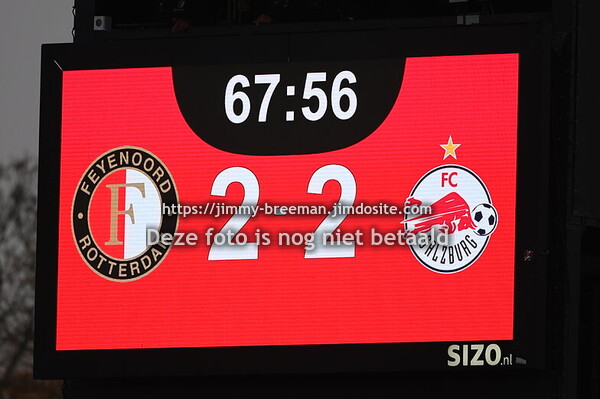 67:56
FEYENOORD
ROTTERDAM
F
2-2
FC
SALZBURG
https://jimmy-breeman.jimdosite.com/
Deze foto is nog niet betaald
SIZO.nl